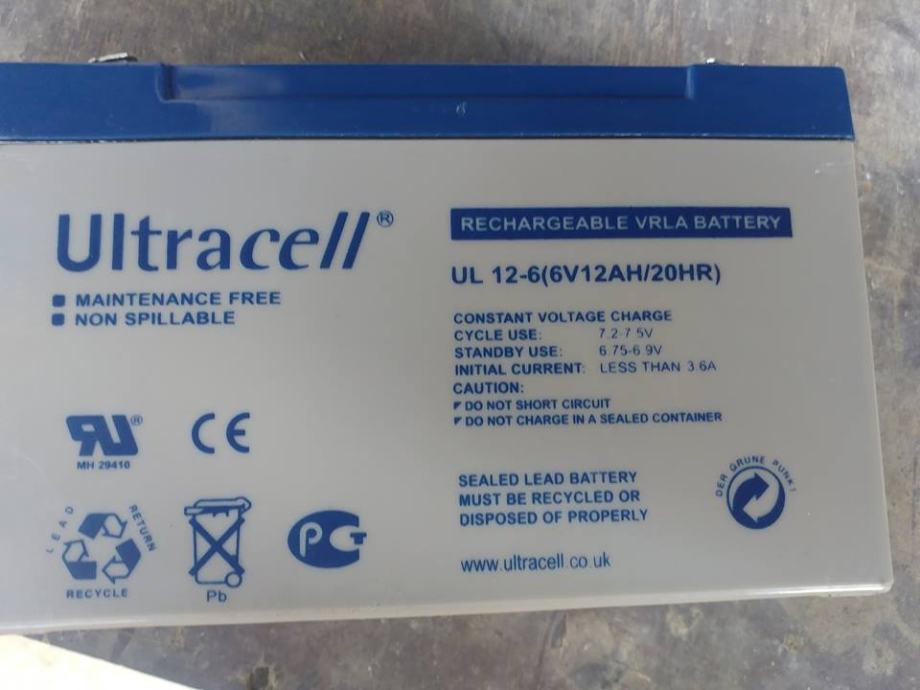 Ultracell®
MAINTENANCE FREE
NON SPILLABLE
RECHARGEABLE VRLA BATTERY
UL 12-6(6V12AH/20HR)
CONSTANT VOLTAGE CHARGE
CYCLE USE: 7.2-7.5V
STANDBY USE: 6.75-6.9V
INITIAL CURRENT: LESS THAN 3.6A
CAUTION:
DO NOT SHORT CIRCUIT
DO NOT CHARGE IN A SEALED CONTAINER
RU®
MH 29410
CE
LEAD
RETURN
RECYCLE
Pb
PG
SEALED LEAD BATTERY
MUST BE RECYCLED OR
DISPOSED OF PROPERLY
www.ultracell.co.uk
DER GRUNE PUNKT